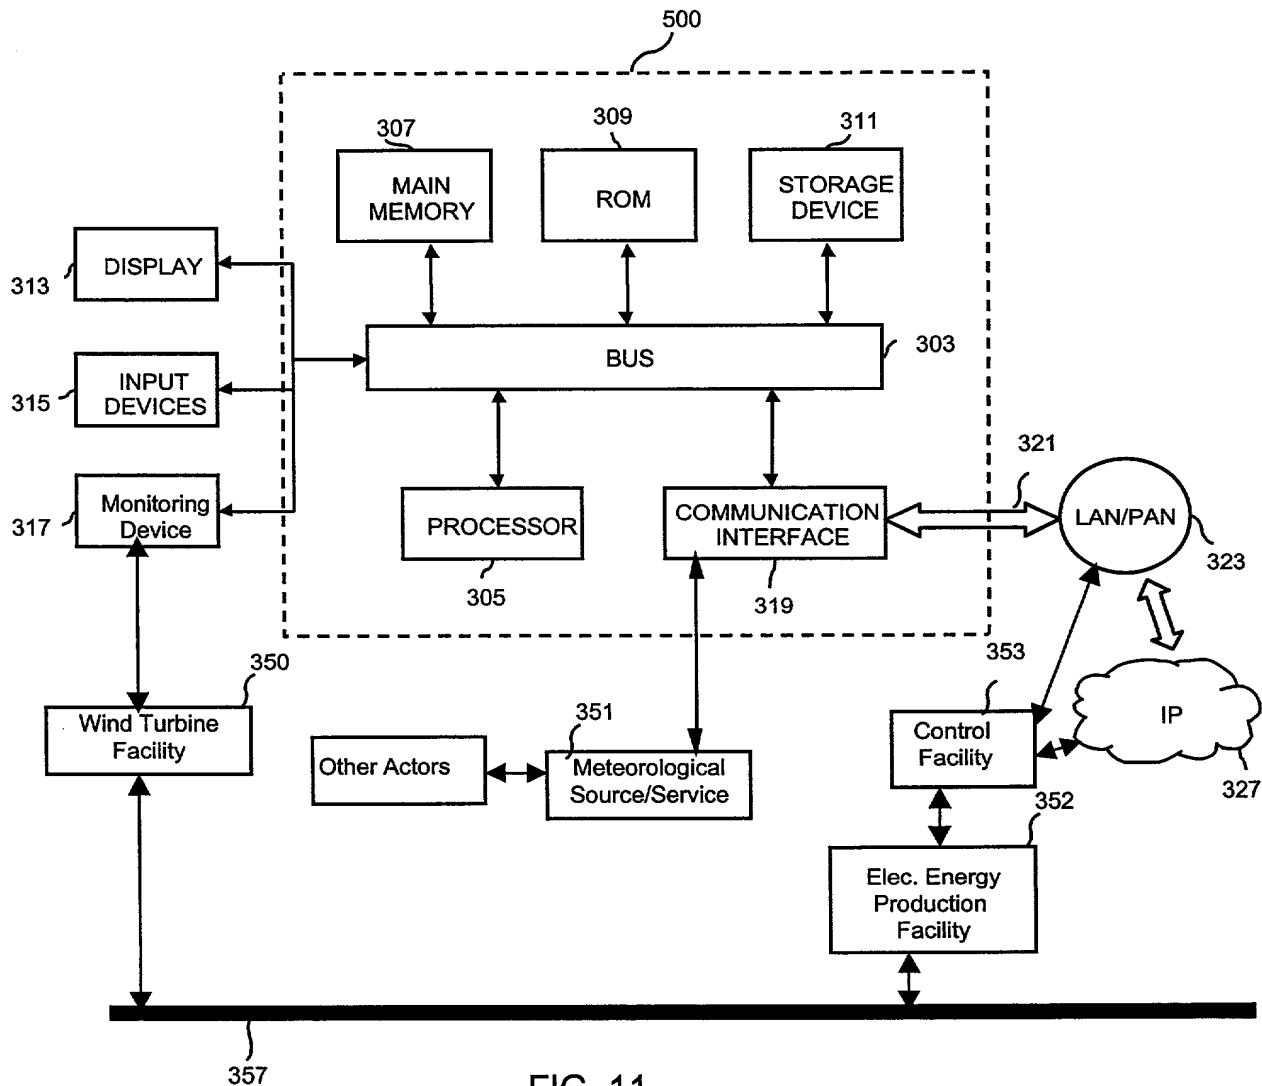 500
307
309
311
MAIN
MEMORY
ROM
STORAGE
DEVICE
313
DISPLAY
BUS
303
315
INPUT
DEVICES
317
Monitoring
Device
PROCESSOR
305
COMMUNICATION
INTERFACE
319
321
LAN/PAN
323
350
Wind Turbine
Facility
Other Actors
351
Meteorological
Source/Service
353
Control
Facility
IP
327
352
Elec. Energy
Production
Facility
357
FIG. 11